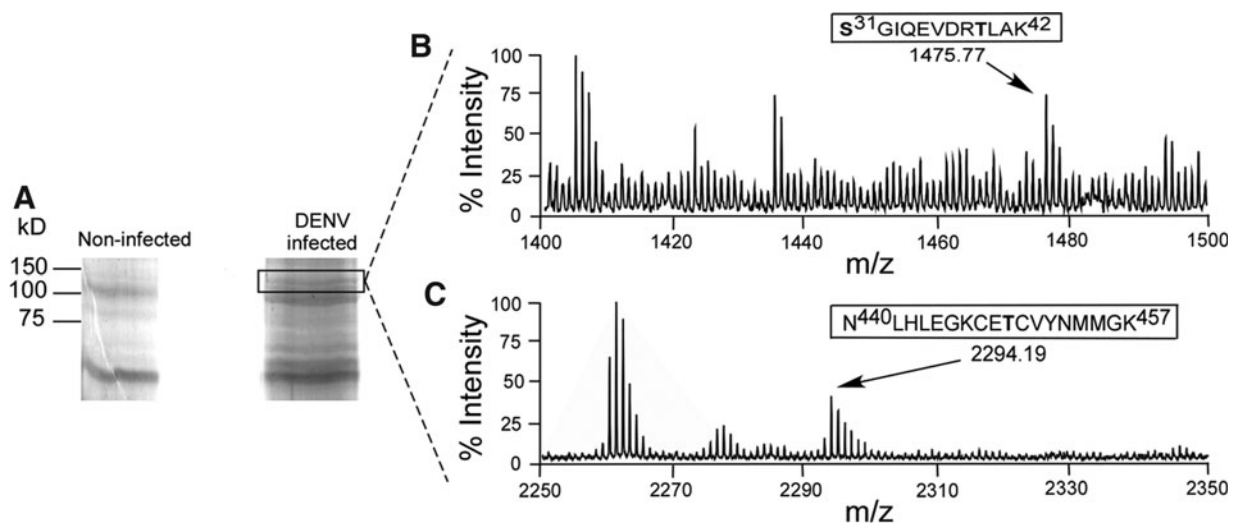 A
kD
Non-infected
DENV
infected
150
100
75
B
S³¹GIQEVDRTLAK⁴²
1475.77
% Intensity
100
75
50
25
0
1400
1420
1440
1460
1480
1500
m/z
C
N⁴⁴⁰LHLEGKCETCVYNMMGK⁴⁵⁷
2294.19
% Intensity
100
75
50
25
0
2250
2270
2290
2310
2330
2350
m/z